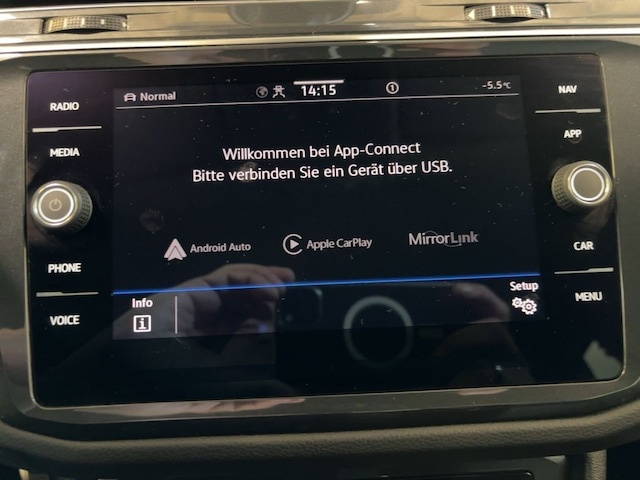 RADIO
MEDIA
PHONE
VOICE
Normal
14:15
1
-5.5°C
Willkommen bei App-Connect
Bitte verbinden Sie ein Gerät über USB.
Android Auto
Apple CarPlay
MirrorLink
Info
i
Setup
NAV
APP
CAR
MENU